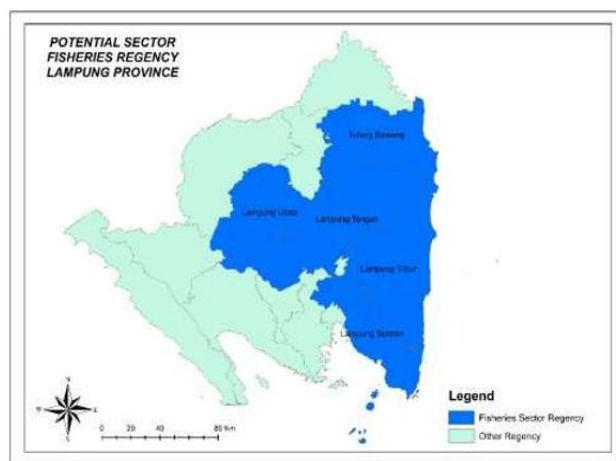 POTENTIAL SECTOR
FISHERIES REGENCY
LAMPUNG PROVINCE
Tulang Bawang
Lampung Utara
Lampung Tengah
Lampung Timur
Lampung Selatan
Legend
Fisheries Sector Regency
Other Regency
0 20 40 80 Km